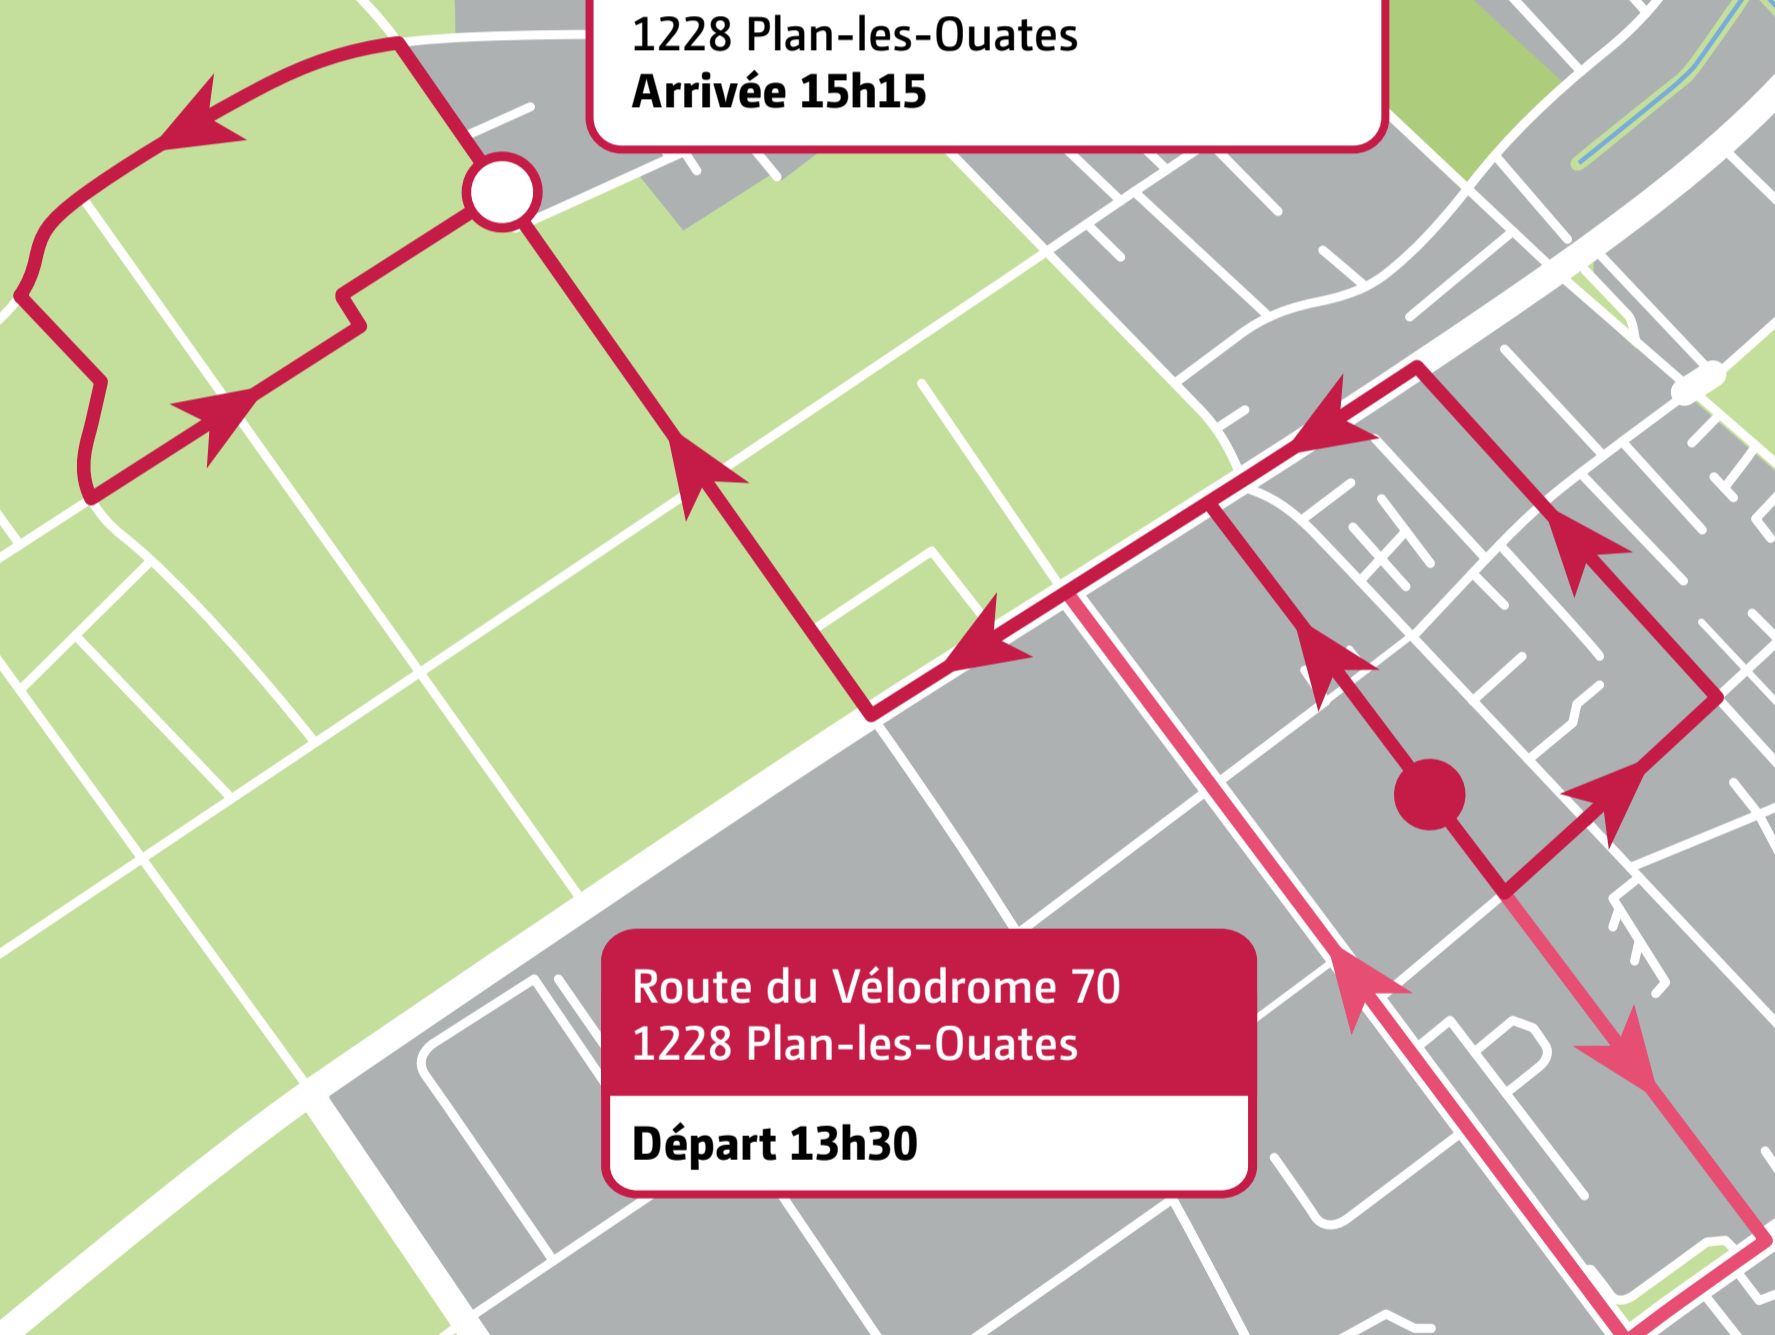 1228 Plan-les-Ouates
Arrivée 15h15
Route du Vélodrome 70
1228 Plan-les-Ouates
Départ 13h30